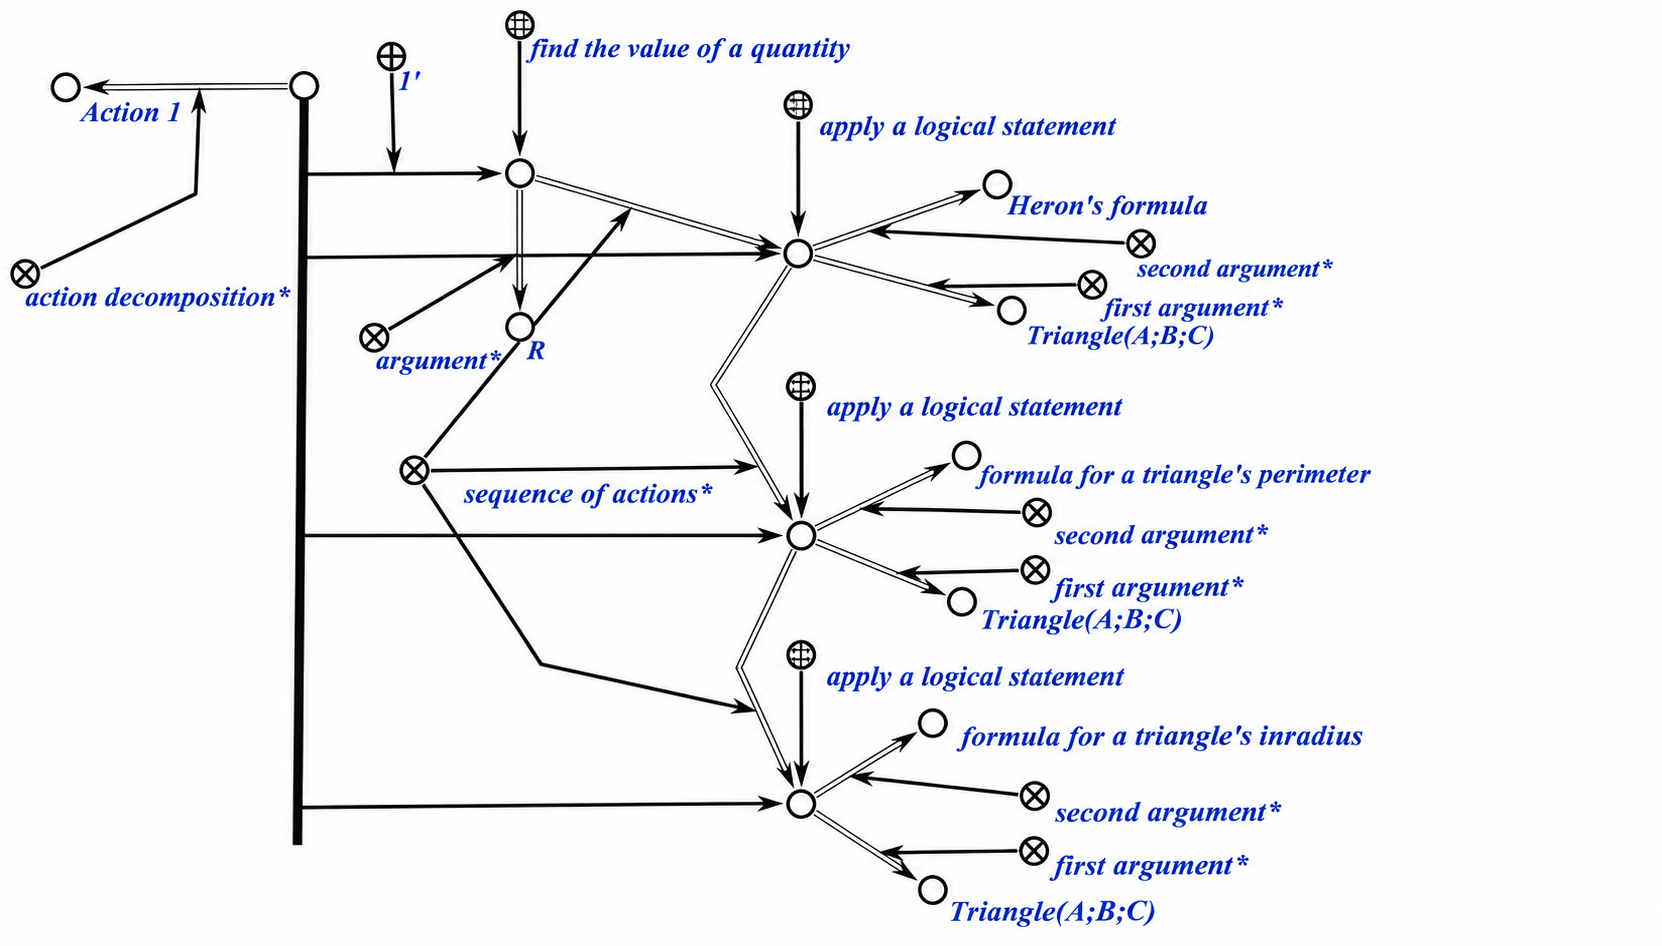 find the value of a quantity
1'
Action 1
apply a logical statement
Heron's formula
second argument*
action decomposition*
first argument*
Triangle(A;B;C)
R
argument*
apply a logical statement
formula for a triangle's perimeter
sequence of actions*
second argument*
first argument*
Triangle(A;B;C)
apply a logical statement
formula for a triangle's inradius
second argument*
first argument*
Triangle(A;B;C)